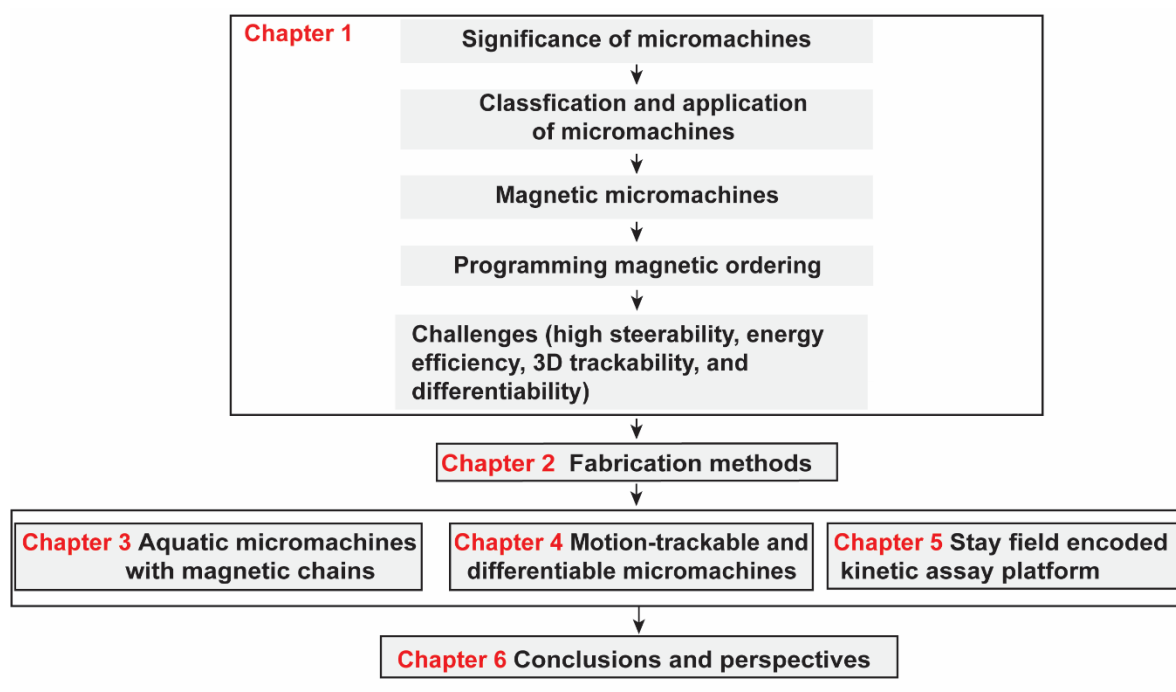 Chapter 1
Significance of micromachines
Classfication and application
of micromachines
Magnetic micromachines
Programming magnetic ordering
Challenges (high steerability, energy
efficiency, 3D trackability, and
differentiability)
Chapter 2 Fabrication methods
Chapter 3 Aquatic micromachines
with magnetic chains
Chapter 4 Motion-trackable and
differentiable micromachines
Chapter 5 Stay field encoded
kinetic assay platform
Chapter 6 Conclusions and perspectives